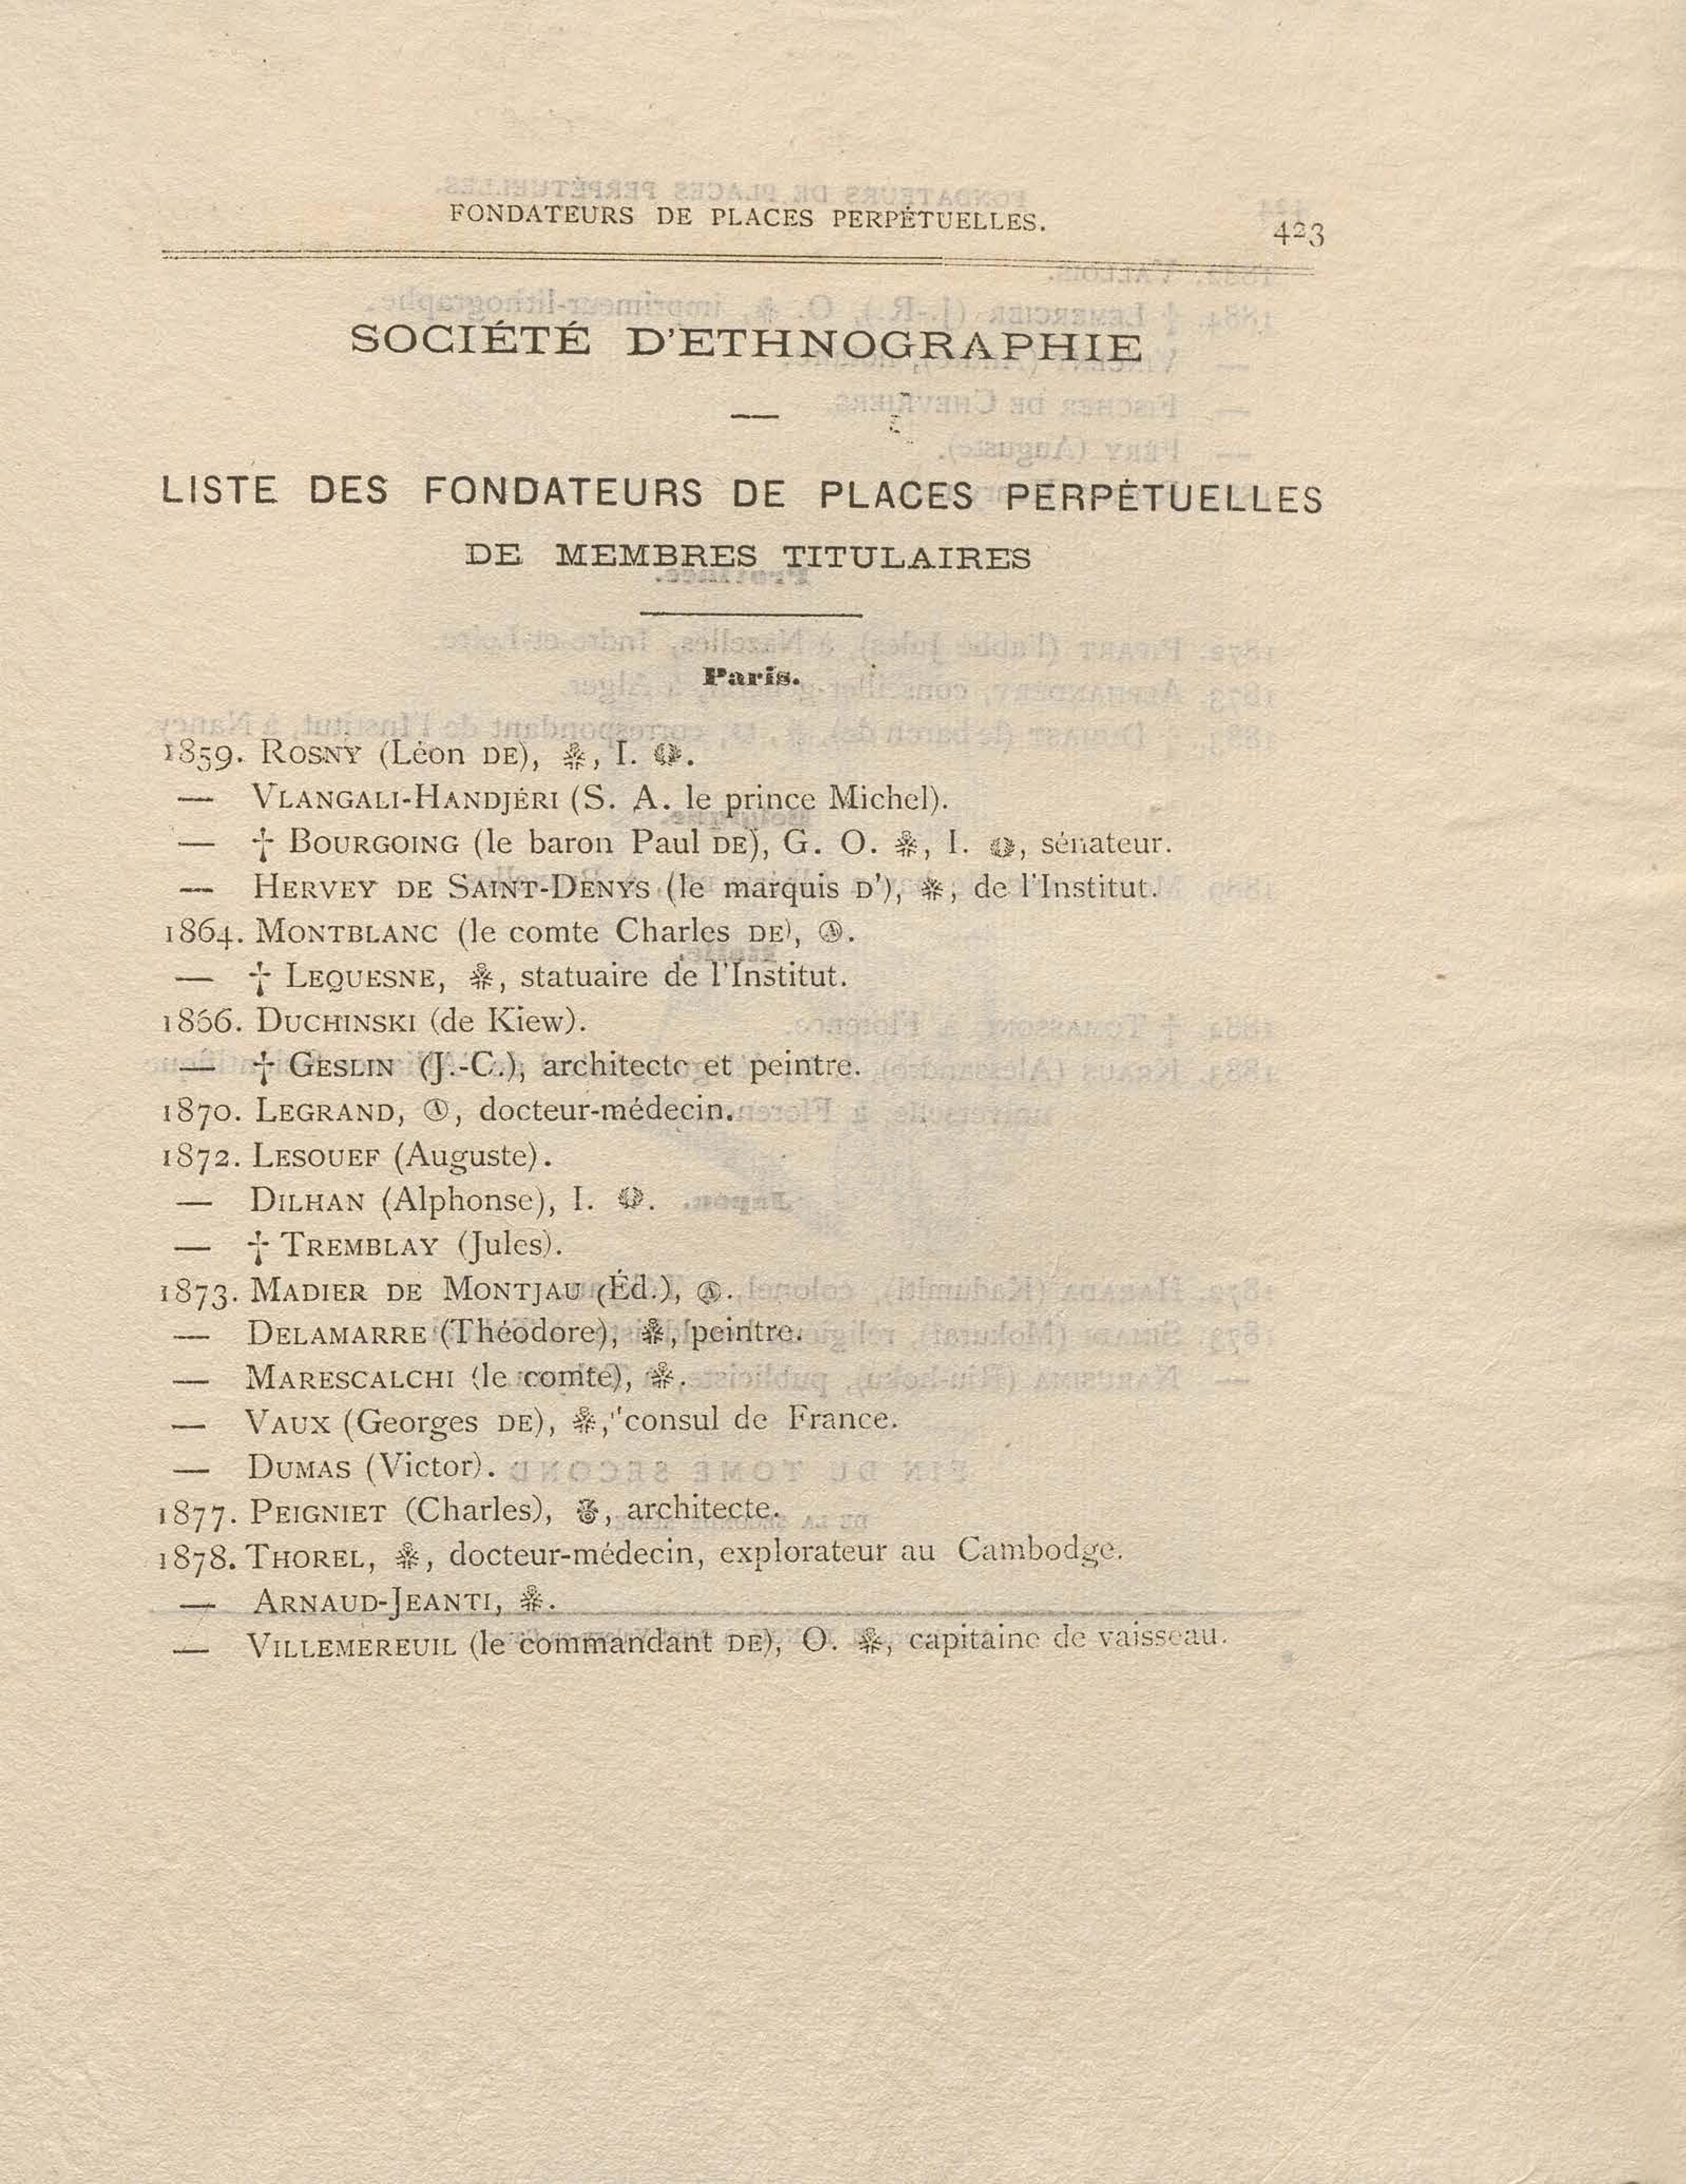 FONDATEURS DE PLACES PERPÉTUELLES.
423
SOCIÉTÉ D'ETHNOGRAPHIE
—
LISTE DES FONDATEURS DE PLACES PERPÉTUELLES
DE MEMBRES TITULAIRES
Paris.
1859. ROSNY (Léon DE), ❋, I. ❦.
— VLANGALI-HANDJÉRI (S. A. le prince Michel).
— † BOURGOING (le baron Paul DE), G. O. ❋, I. ❦, sénateur.
— HERVEY DE SAINT-DENYS (le marquis D'), ❋, de l'Institut.
1864. MONTBLANC (le comte Charles DE), Ⓐ.
— † LEQUESNE, ❋, statuaire de l'Institut.
1866. DUCHINSKI (de Kiew).
— † GESLIN (J.-C.), architecte et peintre.
1870. LEGRAND, Ⓐ, docteur-médecin.
1872. LESOUEF (Auguste).
— DILHAN (Alphonse), I. ❦.
— † TREMBLAY (Jules).
1873. MADIER DE MONTJAU (Éd.), Ⓐ.
— DELAMARRE (Théodore), ❋, peintre.
— MARESCALCHI (le comte), ❋.
— VAUX (Georges DE), ❋, consul de France.
— DUMAS (Victor).
1877. PEIGNIET (Charles), ❋, architecte.
1878. THOREL, ❋, docteur-médecin, explorateur au Cambodge.
— ARNAUD-JEANTI, ❋.
— VILLEMEREUIL (le commandant DE), O. ❋, capitaine de vaisseau.